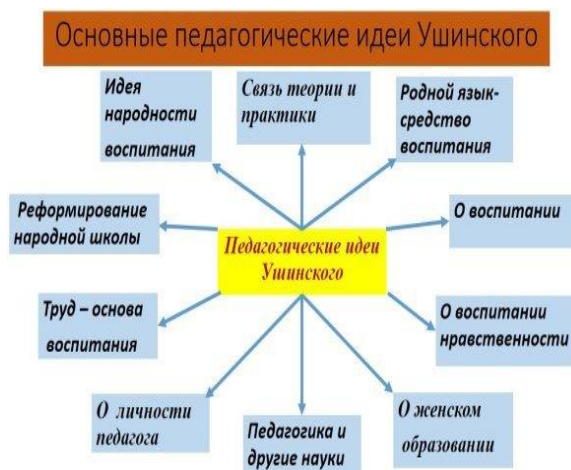 Основные педагогические идеи Ушинского
Идея
народности
воспитания
Связь теории и
практики
Родной язык-
средство
воспитания
Реформирование
народной школы
Педагогические идеи
Ушинского
О воспитании
Труд – основа
воспитания
О воспитании
нравственности
О личности
педагога
Педагогика и
другие науки
О женском
образовании